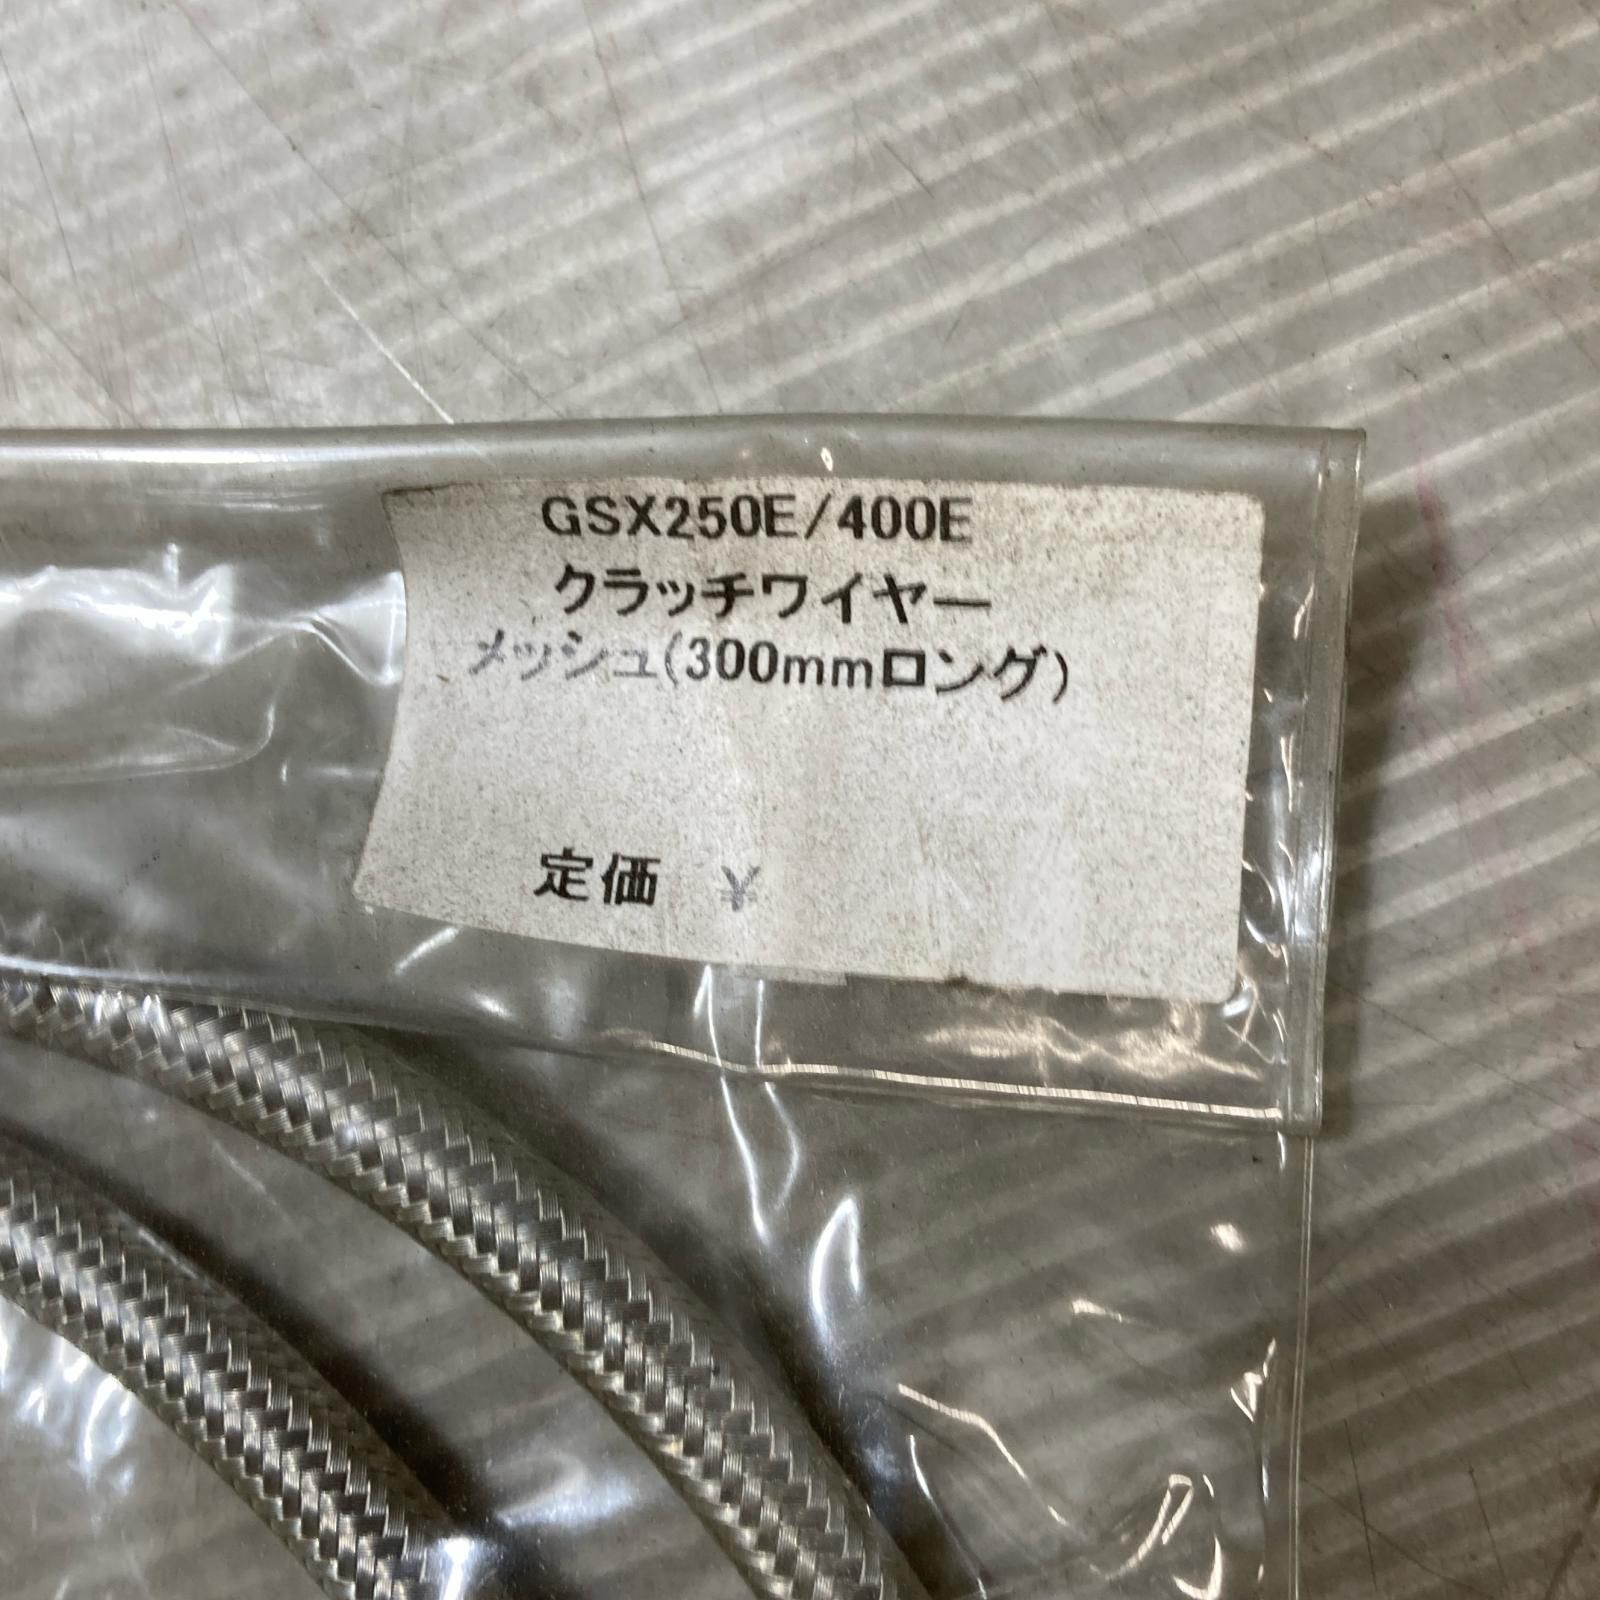 GSX250E/400E
クラッチワイヤー
メッシュ(300mmロング)
定価 ¥